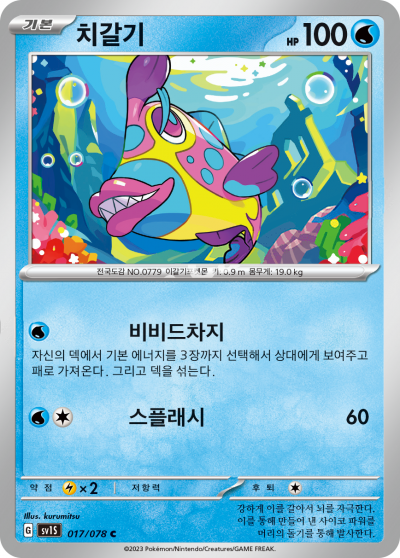 기본 치갈기 HP 100
전국도감 NO.0779 이갈기포켓몬 키: 0.9 m 몸무게: 19.0 kg
비비드차지
자신의 덱에서 기본 에너지를 3장까지 선택해서 상대에게 보여주고
패로 가져온다. 그리고 덱을 섞는다.
스플래시 60
약점 ×2 저항력 후퇴
Illus. kurumitsu
G sv1S 017/078 C
강하게 이를 갈아서 뇌를 자극한다.
이를 통해 만들어 낸 사이코 파워를
머리의 돌기를 통해 발사한다.
©2023 Pokémon/Nintendo/Creatures/GAME FREAK.